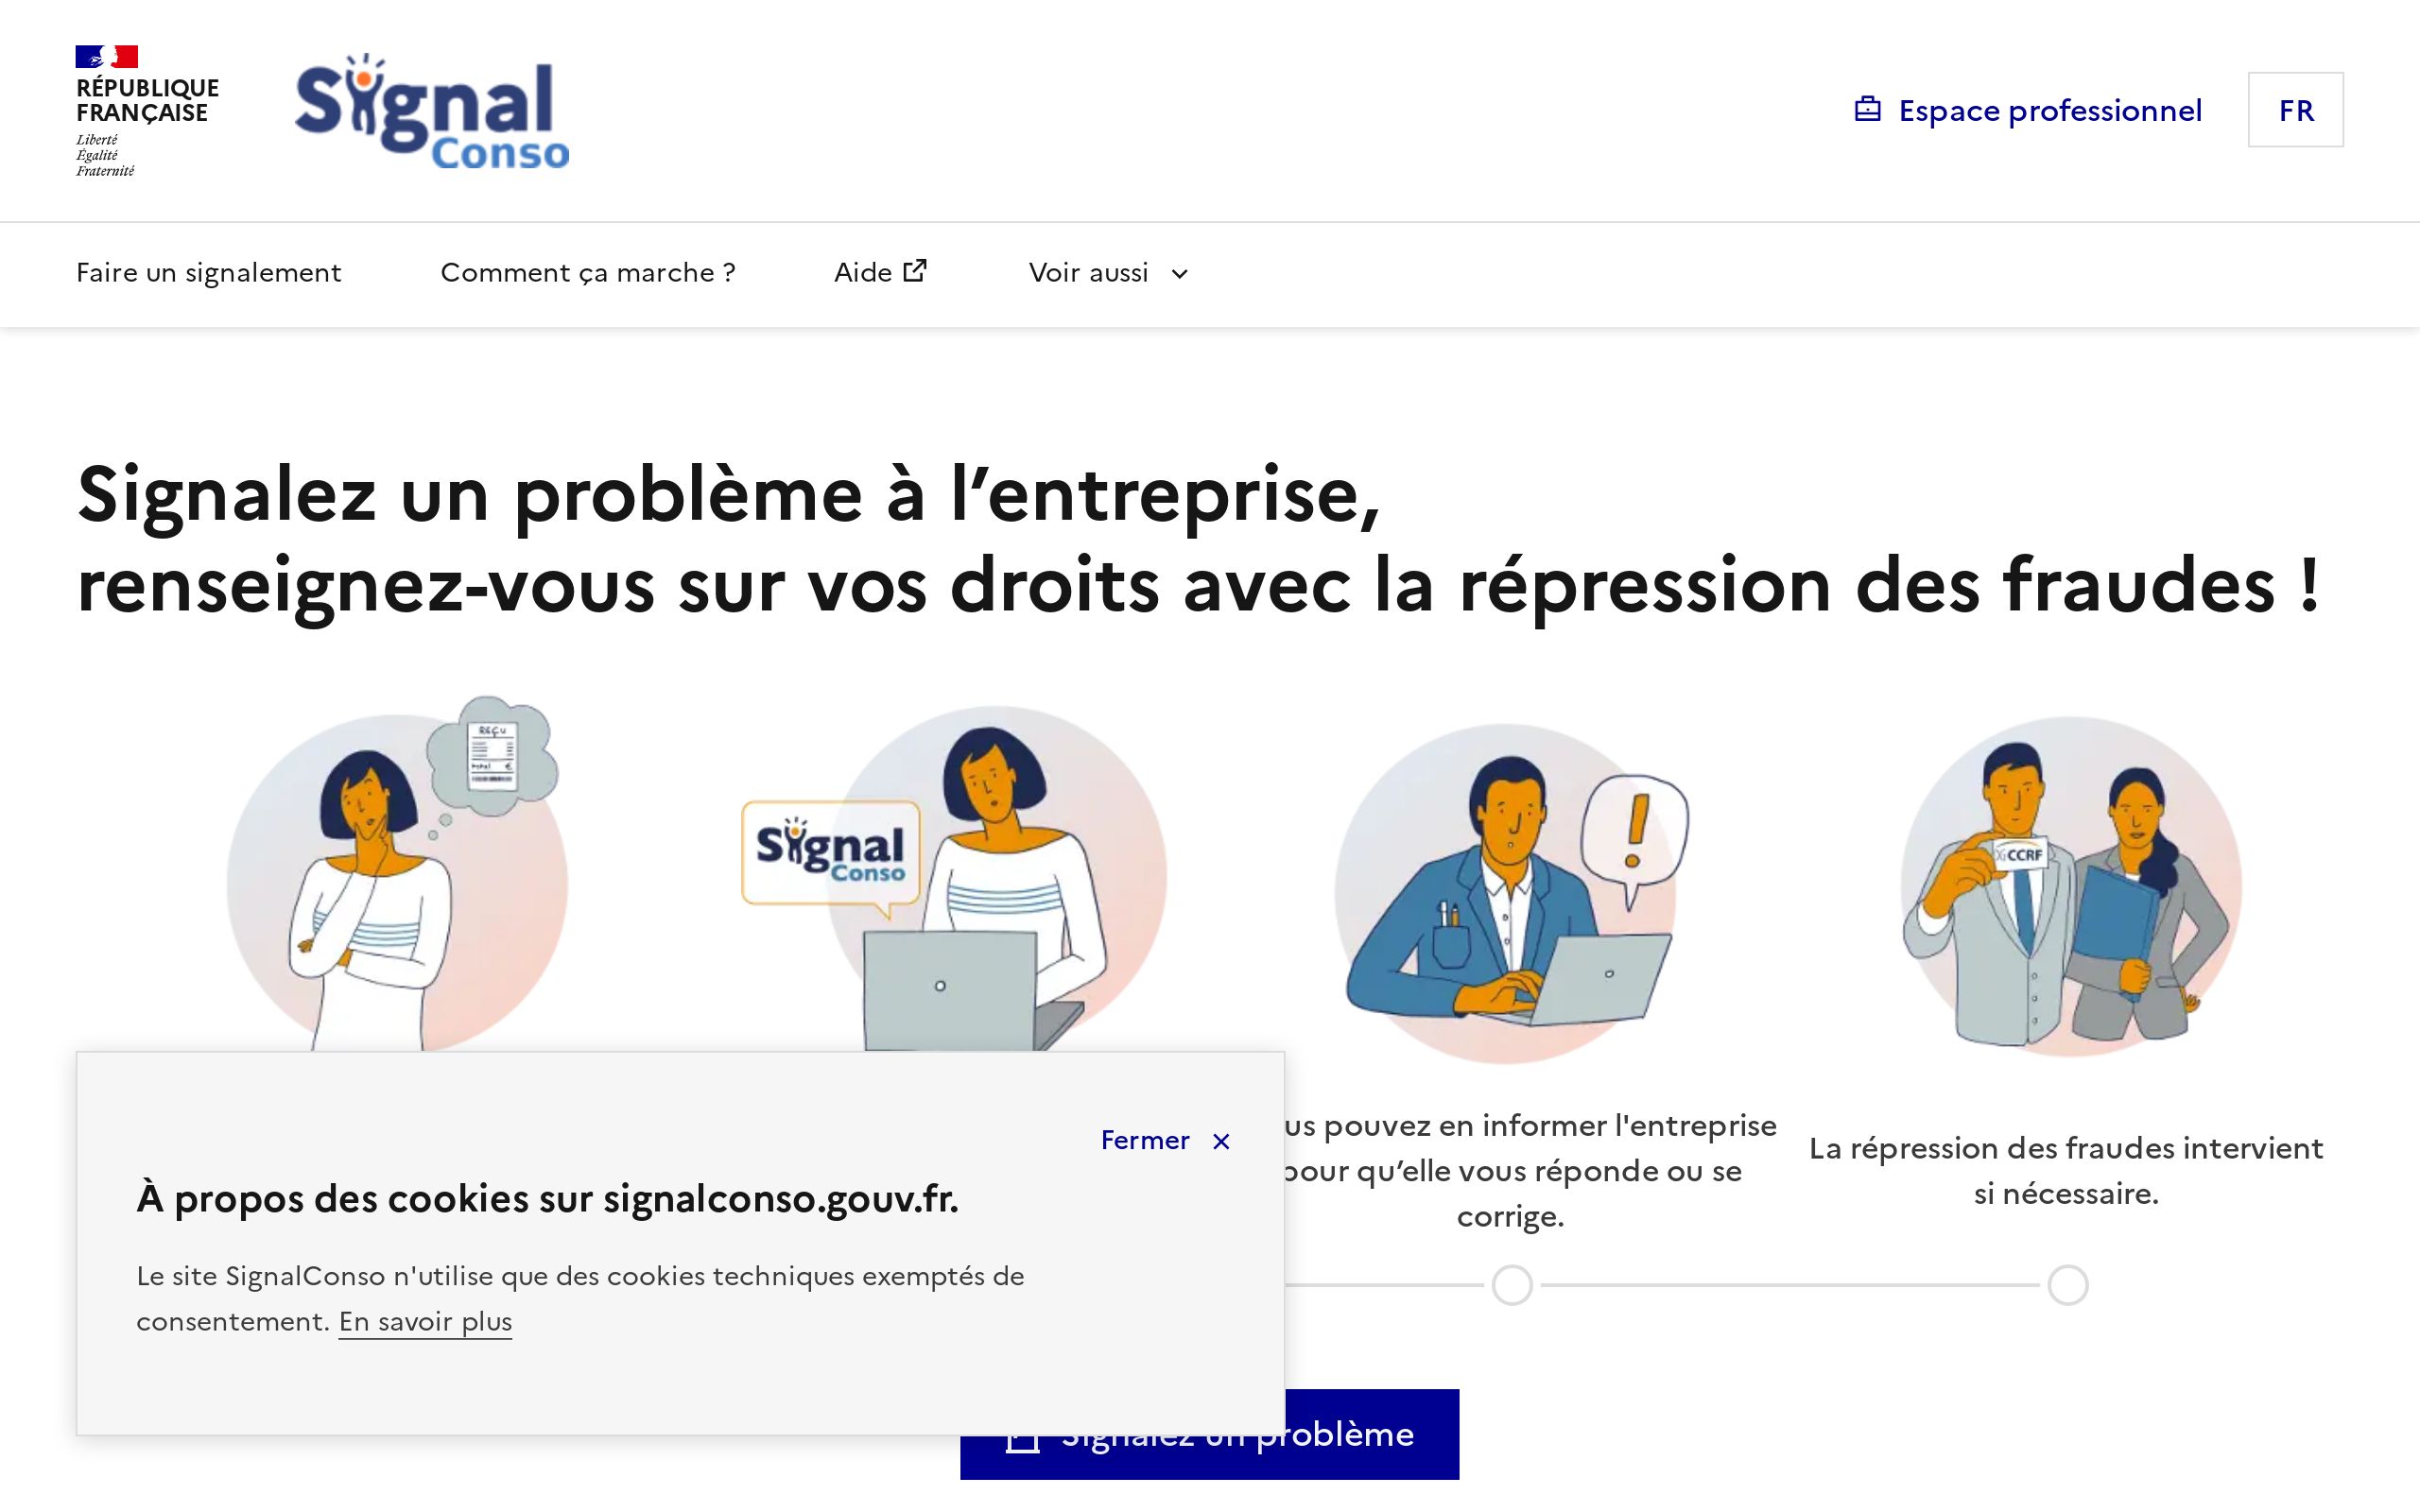 RÉPUBLIQUE
FRANÇAISE
Liberté
Égalité
Fraternité
Signal
Conso
Espace professionnel
FR
Faire un signalement
Comment ça marche ?
Aide
Voir aussi
Signalez un problème à l’entreprise,
renseignez-vous sur vos droits avec la répression des fraudes !
REÇU
total €
Signal
Conso
!
DGCCRF
Fermer
À propos des cookies sur signalconso.gouv.fr.
Le site SignalConso n'utilise que des cookies techniques exemptés de
consentement. En savoir plus
us pouvez en informer l'entreprise
pour qu’elle vous réponde ou se
corrige.
La répression des fraudes intervient
si nécessaire.
Signalez un problème